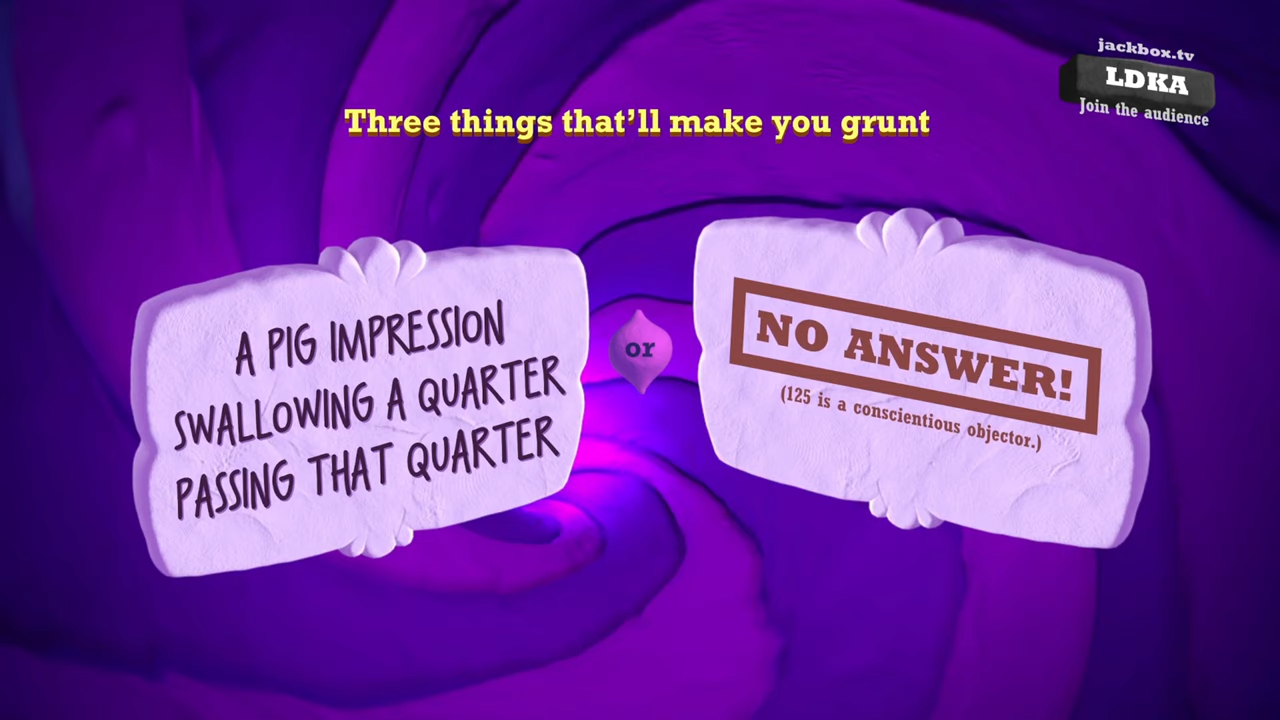 jackbox.tv
LDKA
Join the audience
Three things that’ll make you grunt
A PIG IMPRESSION
SWALLOWING A QUARTER
PASSING THAT QUARTER
or
NO ANSWER!
(125 is a conscientious objector.)